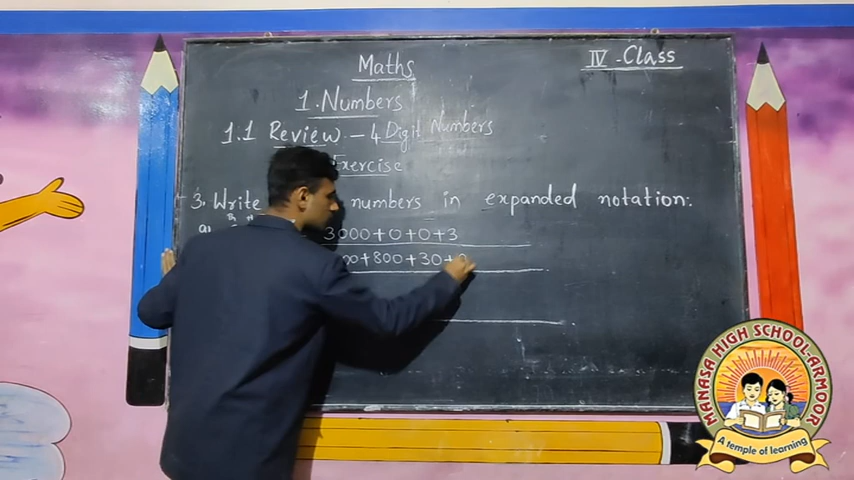 Maths
IV - Class
1. Numbers
1.1 Review - 4 Digit Numbers
Exercise
3. Write numbers in expanded notation:
3000+0+0+3
00+800+30+
MANASA HIGH SCHOOL-ARMOOR
A temple of learning